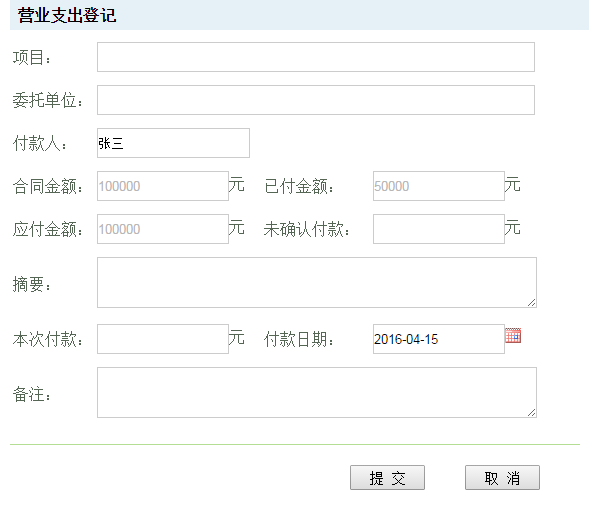 营业支出登记
项目：
委托单位：
付款人： 张三
合同金额： 100000 元 已付金额： 50000 元
应付金额： 100000 元 未确认付款： 元
摘要：
本次付款： 元 付款日期： 2016-04-15
备注：
提 交 取 消